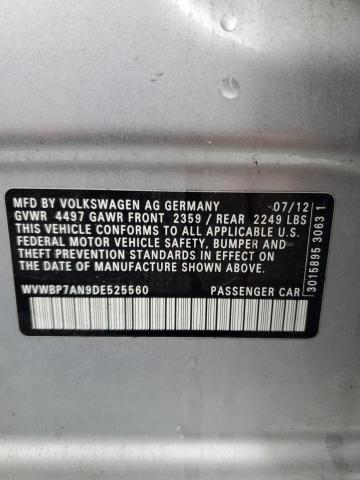 MFD BY VOLKSWAGEN AG GERMANY 07/12
GVWR 4497 GAWR FRONT 2359 / REAR 2249 LBS
THIS VEHICLE CONFORMS TO ALL APPLICABLE U.S.
FEDERAL MOTOR VEHICLE SAFETY, BUMPER AND
THEFT PREVENTION STANDARDS IN EFFECT ON THE
DATE OF MANUFACTURE SHOWN ABOVE
WVWBP7AN9DE525560 PASSENGER CAR
3015895 3063 1